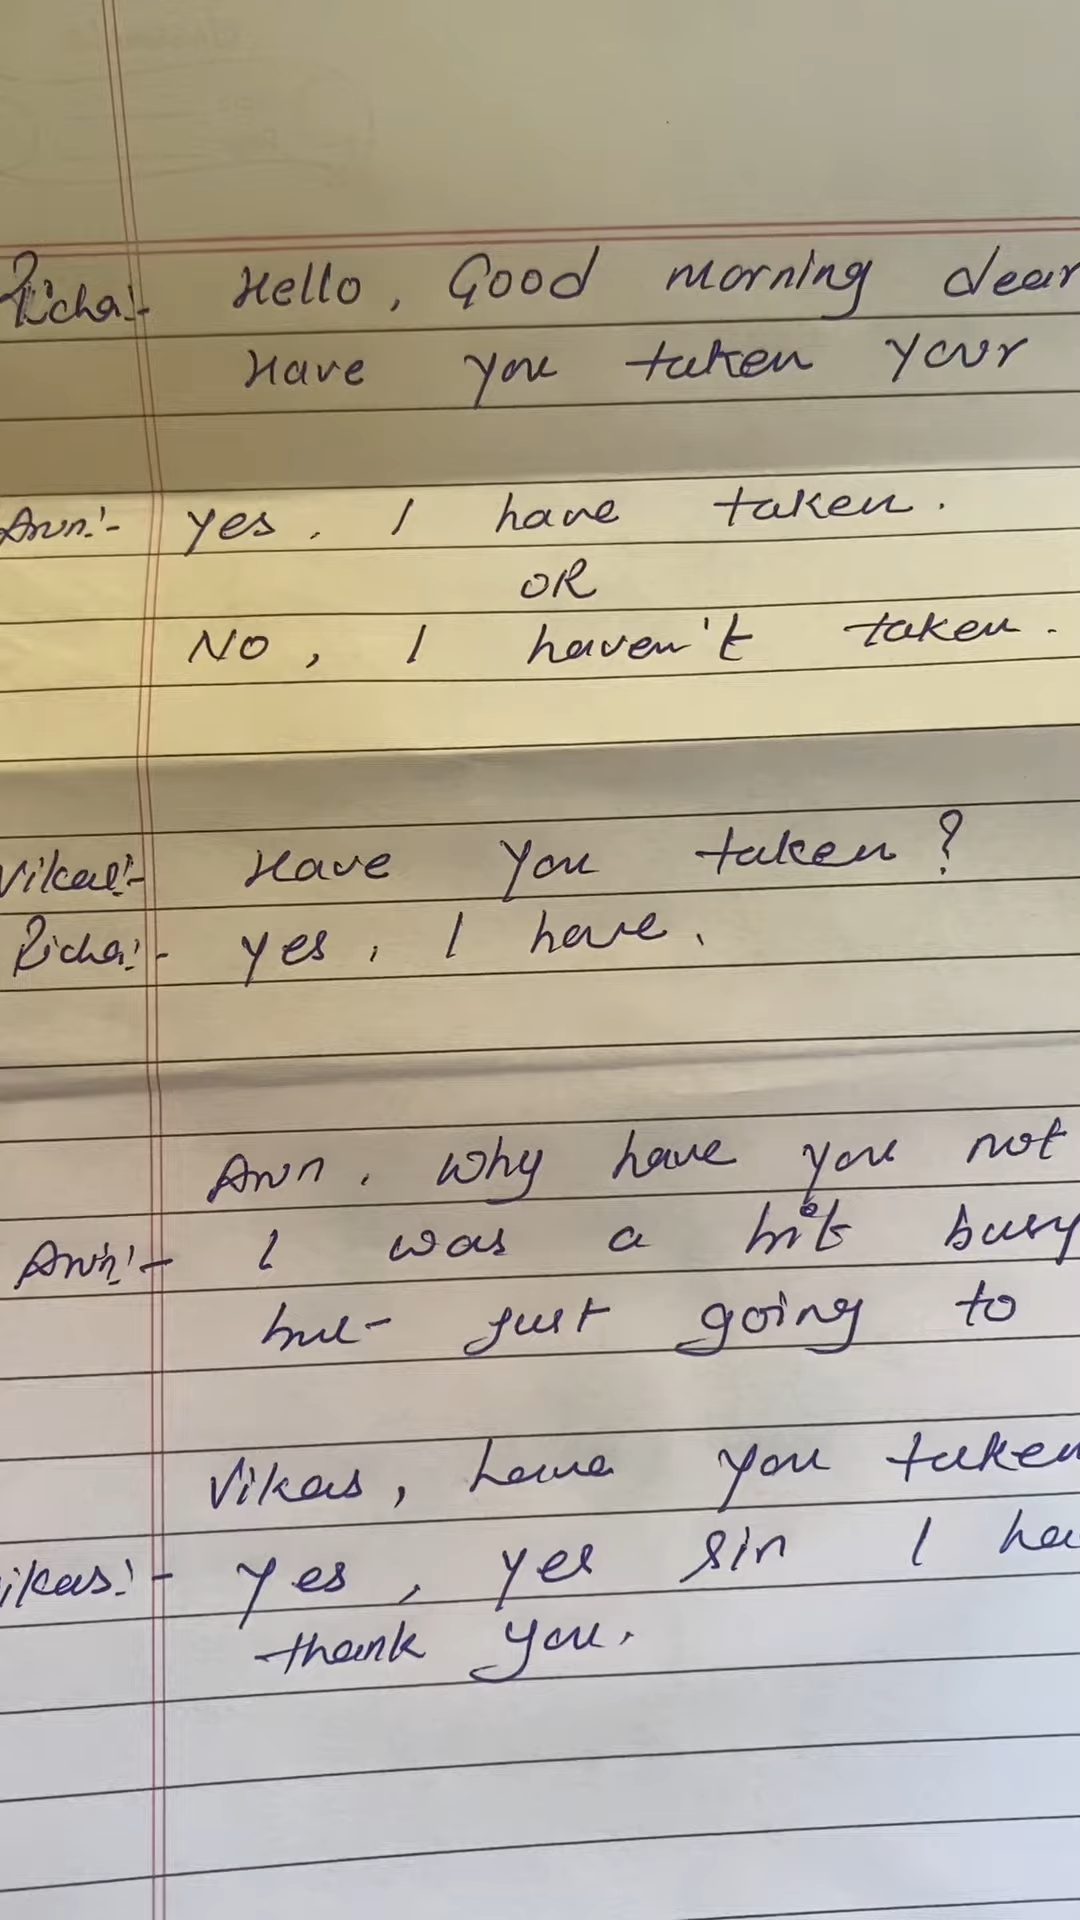 Richa:- Hello, Good morning dear
Have you taken your
Arun:- yes, I have taken.
OR
No, I haven't taken.
Vikas:- Have you taken?
Richa:- yes, I have.
Arun, why have you not
Arun:- I was a bit busy
but just going to
Vikas, have you taken
ikas:- yes, yes sir I ha
thank you.